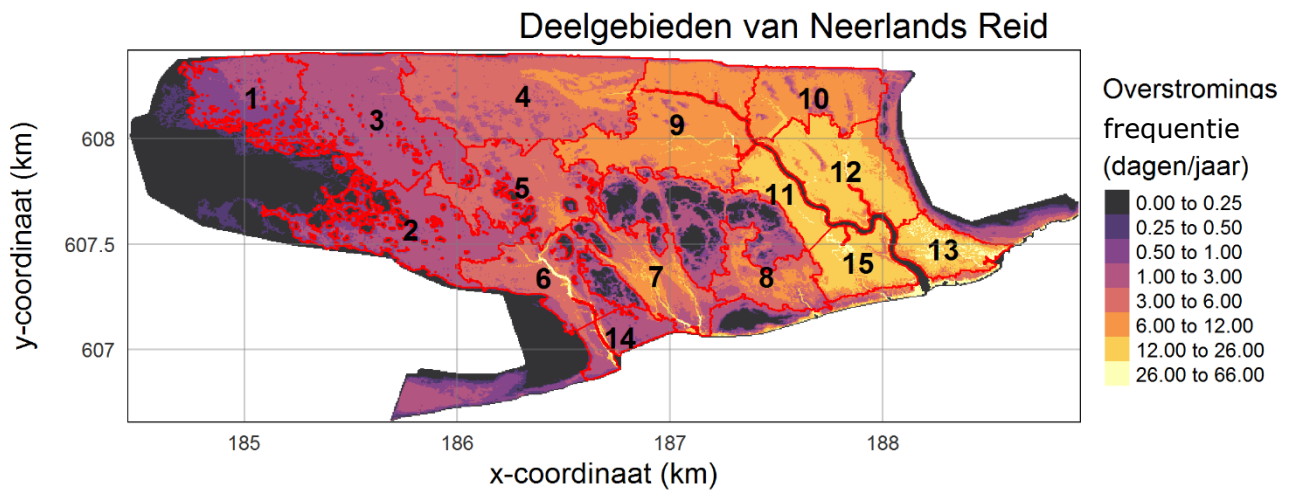 Deelgebieden van Neerlands Reid
1
3
4
9
10
5
2
11
12
6
7
8
15
13
14
608
607.5
607
y-coordinaat (km)
185
186
187
188
x-coordinaat (km)
Overstromings
frequentie
(dagen/jaar)
0.00 to 0.25
0.25 to 0.50
0.50 to 1.00
1.00 to 3.00
3.00 to 6.00
6.00 to 12.00
12.00 to 26.00
26.00 to 66.00